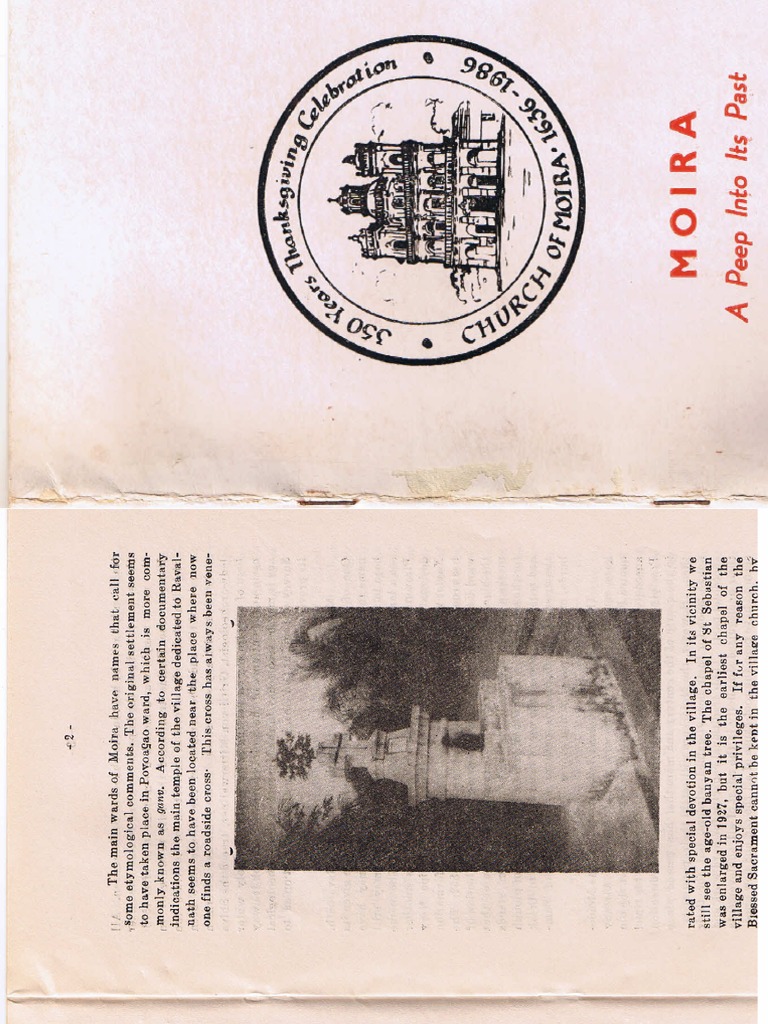 350 Years Thanksgiving Celebration
CHURCH OF MOIRA · 1636 - 1986
MOIRA
A Peep Into Its Past
- 2 -
The main wards of Moira have names that call for
some etymological comments. The original settlement seems
to have taken place in Povoação ward, which is more com-
monly known as ganv. According to certain documentary
indications the main temple of the village dedicated to Raval-
nath seems to have been located near the place where now
one finds a roadside cross. This cross has always been vene-
rated with special devotion in the village. In its vicinity we
still see the age-old banyan tree. The chapel of St Sebastian
was enlarged in 1927, but it is the earliest chapel of the
village and enjoys special privileges. If for any reason the
Blessed Sacrament cannot be kept in the village church, by